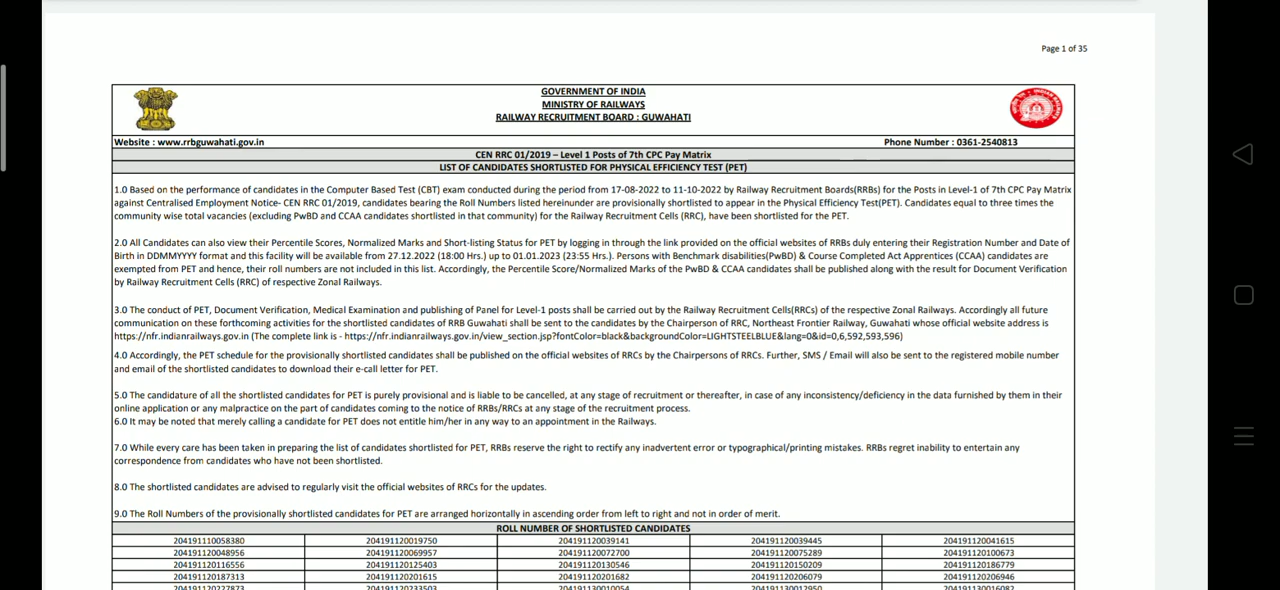 Page 1 of 35
GOVERNMENT OF INDIA
MINISTRY OF RAILWAYS
RAILWAY RECRUITMENT BOARD : GUWAHATI
Website : www.rrbguwahati.gov.in Phone Number : 0361-2540813
CEN RRC 01/2019 – Level 1 Posts of 7th CPC Pay Matrix
LIST OF CANDIDATES SHORTLISTED FOR PHYSICAL EFFICIENCY TEST (PET)
1.0 Based on the performance of candidates in the Computer Based Test (CBT) exam conducted during the period from 17-08-2022 to 11-10-2022 by Railway Recruitment Boards(RRBs) for the Posts in Level-1 of 7th CPC Pay Matrix
against Centralised Employment Notice- CEN RRC 01/2019, candidates bearing the Roll Numbers listed hereinunder are provisionally shortlisted to appear in the Physical Efficiency Test(PET). Candidates equal to three times the
community wise total vacancies (excluding PwBD and CCAA candidates shortlisted in that community) for the Railway Recruitment Cells (RRC), have been shortlisted for the PET.
2.0 All Candidates can also view their Percentile Scores, Normalized Marks and Short-listing Status for PET by logging in through the link provided on the official websites of RRBs duly entering their Registration Number and Date of
Birth in DDMMYYYY format and this facility will be available from 27.12.2022 (18:00 Hrs.) up to 01.01.2023 (23:55 Hrs.). Persons with Benchmark disabilities(PwBD) & Course Completed Act Apprentices (CCAA) candidates are
exempted from PET and hence, their roll numbers are not included in this list. Accordingly, the Percentile Score/Normalized Marks of the PwBD & CCAA candidates shall be published along with the result for Document Verification
by Railway Recruitment Cells (RRC) of respective Zonal Railways.
3.0 The conduct of PET, Document Verification, Medical Examination and publishing of Panel for Level-1 posts shall be carried out by the Railway Recruitment Cells(RRCs) of the respective Zonal Railways. Accordingly all future
communication on these forthcoming activities for the shortlisted candidates of RRB Guwahati shall be sent to the candidates by the Chairperson of RRC, Northeast Frontier Railway, Guwahati whose official website address is
https://nfr.indianrailways.gov.in (The complete link is - https://nfr.indianrailways.gov.in/view_section.jsp?fontColor=black&backgroundColor=LIGHTSTEELBLUE&lang=0&id=0,6,592,593,596)
4.0 Accordingly, the PET schedule for the provisionally shortlisted candidates shall be published on the official websites of RRCs by the Chairpersons of RRCs. Further, SMS / Email will also be sent to the registered mobile number
and email of the shortlisted candidates to download their e-call letter for PET.
5.0 The candidature of all the shortlisted candidates for PET is purely provisional and is liable to be cancelled, at any stage of recruitment or thereafter, in case of any inconsistency/deficiency in the data furnished by them in their
online application or any malpractice on the part of candidates coming to the notice of RRBs/RRCs at any stage of the recruitment process.
6.0 It may be noted that merely calling a candidate for PET does not entitle him/her in any way to an appointment in the Railways.
7.0 While every care has been taken in preparing the list of candidates shortlisted for PET, RRBs reserve the right to rectify any inadvertent error or typographical/printing mistakes. RRBs regret inability to entertain any
correspondence from candidates who have not been shortlisted.
8.0 The shortlisted candidates are advised to regularly visit the official websites of RRCs for the updates.
9.0 The Roll Numbers of the provisionally shortlisted candidates for PET are arranged horizontally in ascending order from left to right and not in order of merit.
ROLL NUMBER OF SHORTLISTED CANDIDATES
204191110058380 204191120019750 204191120039141 204191120039445 204191120041615
204191120048956 204191120069957 204191120072700 204191120075289 204191120100673
204191120116556 204191120125403 204191120130546 204191120150209 204191120186779
204191120187313 204191120201615 204191120201682 204191120206079 204191120206946